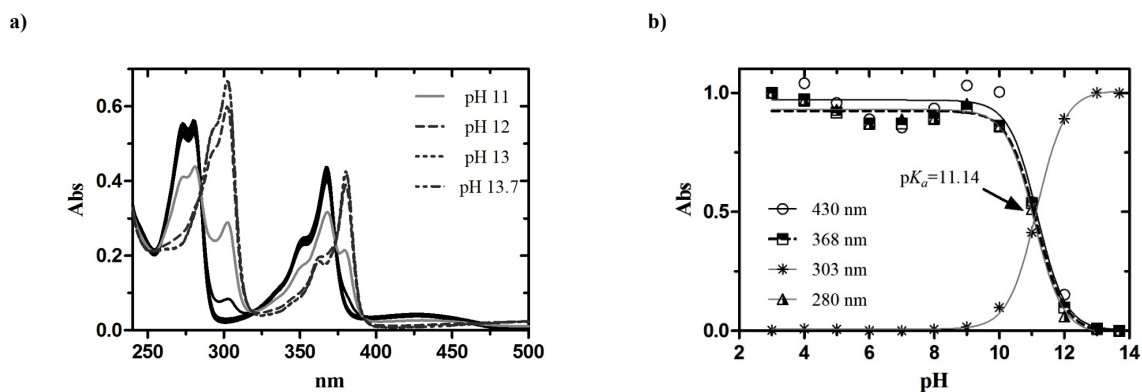 a)
b)
0.6
0.4
0.2
0.0
Abs
250 300 350 400 450 500
nm
pH 11
pH 12
pH 13
pH 13.7
1.0
0.5
0.0
Abs
2 4 6 8 10 12 14
pH
pKa=11.14
430 nm
368 nm
303 nm
280 nm